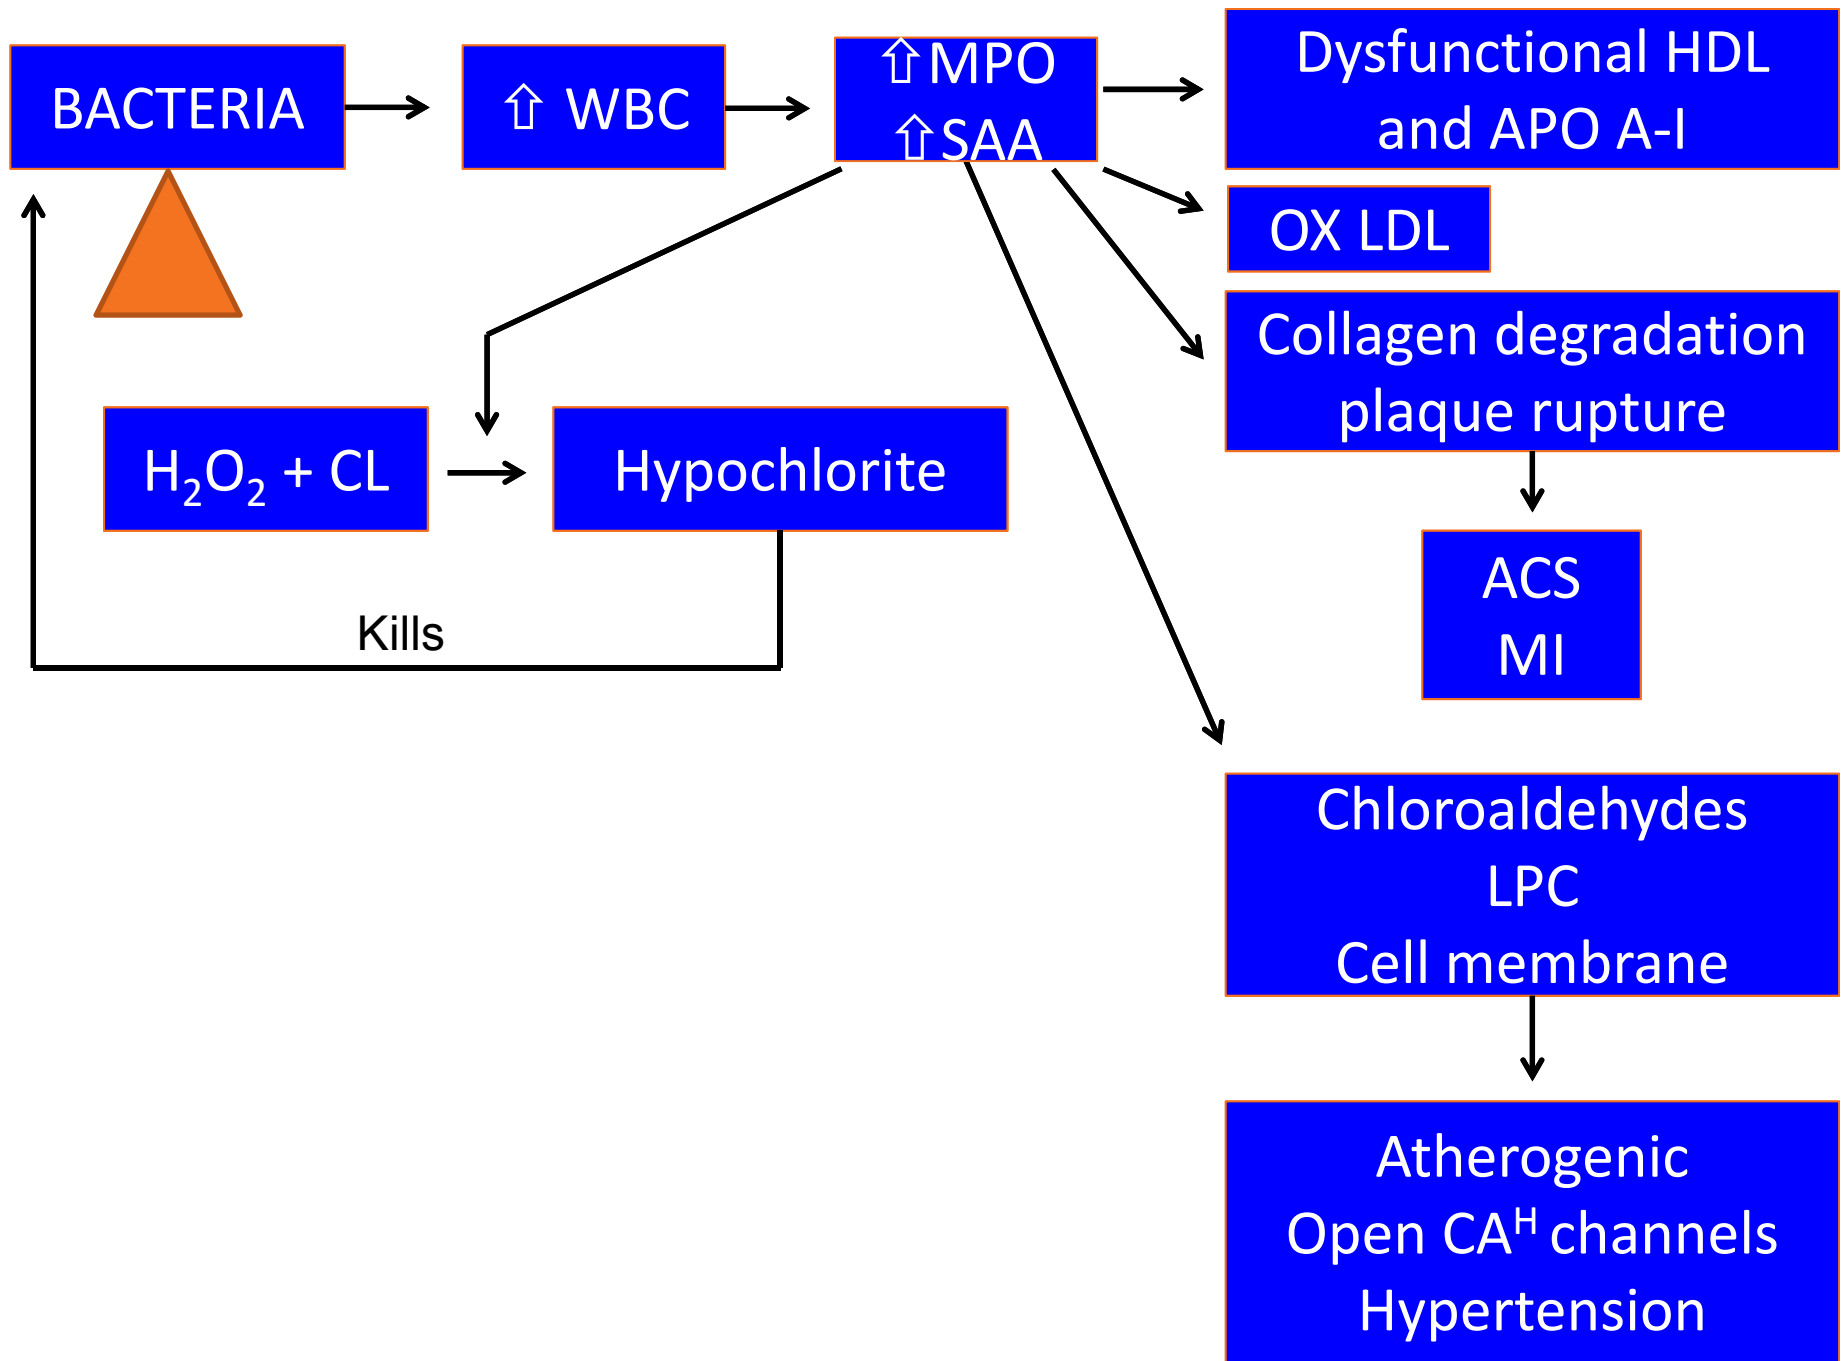 BACTERIA
⇧ WBC
⇧MPO
⇧SAA
Dysfunctional HDL
and APO A-I
OX LDL
Collagen degradation
plaque rupture
H₂O₂ + CL
Hypochlorite
ACS
MI
Kills
Chloroaldehydes
LPC
Cell membrane
Atherogenic
Open CAᴴ channels
Hypertension